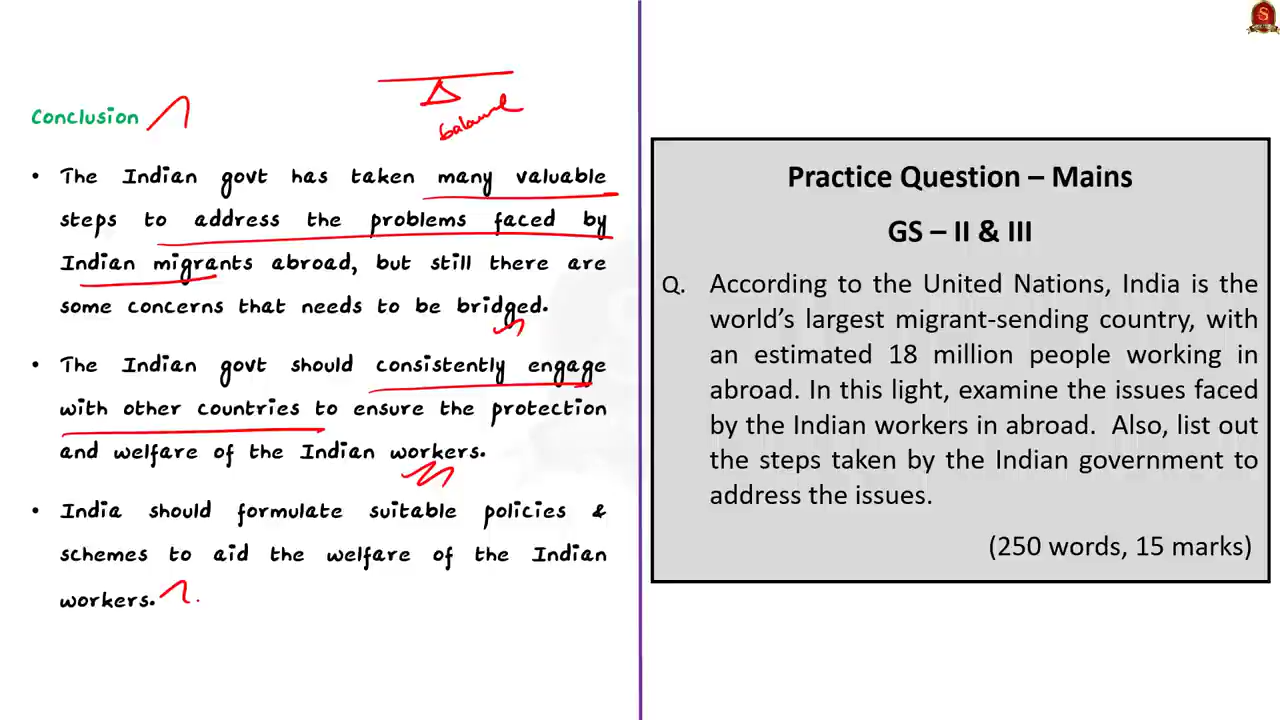 Conclusion
balance
• The Indian govt has taken many valuable
steps to address the problems faced by
Indian migrants abroad, but still there are
some concerns that needs to be bridged.
• The Indian govt should consistently engage
with other countries to ensure the protection
and welfare of the Indian workers.
• India should formulate suitable policies &
schemes to aid the welfare of the Indian
workers.
Practice Question – Mains
GS – II & III
Q. According to the United Nations, India is the
world's largest migrant-sending country, with
an estimated 18 million people working in
abroad. In this light, examine the issues faced
by the Indian workers in abroad. Also, list out
the steps taken by the Indian government to
address the issues.
(250 words, 15 marks)